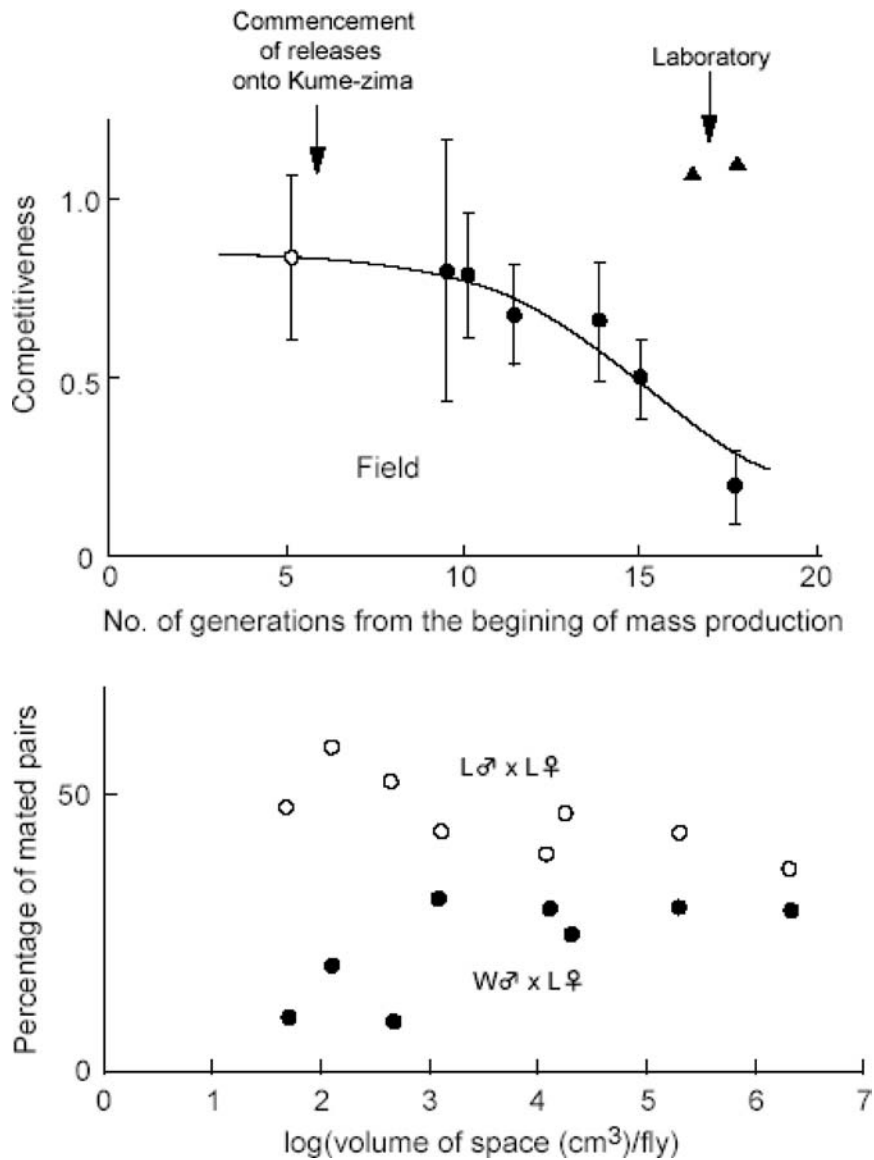 Commencement
of releases
onto Kume-zima
Laboratory
Competitiveness
1.0
0.5
0
Field
0 5 10 15 20
No. of generations from the begining of mass production
Percentage of mated pairs
50
0
L♂ x L♀
W♂ x L♀
0 1 2 3 4 5 6 7
log(volume of space (cm³)/fly)